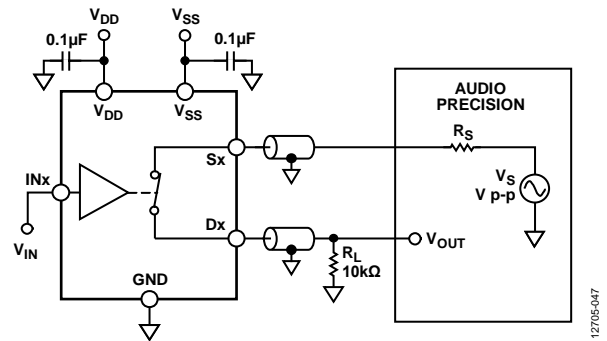 VDD
VSS
0.1µF
0.1µF
VDD
VSS
AUDIO
PRECISION
RS
Sx
VS
V p-p
INx
Dx
VOUT
VIN
RL
10kΩ
GND
12705-047